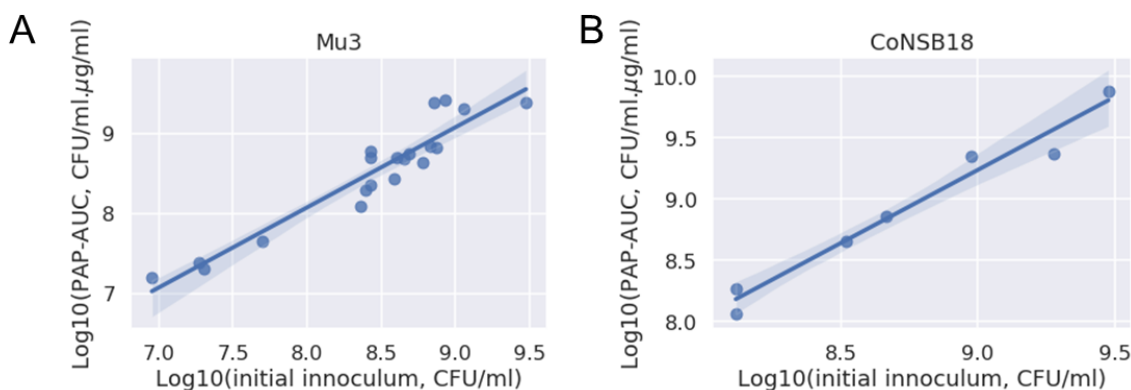 A
Mu3
Log10(PAP-AUC, CFU/ml.µg/ml)
9
8
7
7.0 7.5 8.0 8.5 9.0 9.5
Log10(initial innoculum, CFU/ml)
B
CoNSB18
Log10(PAP-AUC, CFU/ml.µg/ml)
10.0
9.5
9.0
8.5
8.0
8.5 9.0 9.5
Log10(initial innoculum, CFU/ml)